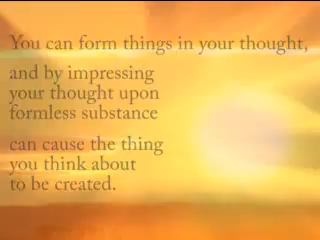 You can form things in your thought,
and by impressing
your thought upon
formless substance
can cause the thing
you think about
to be created.